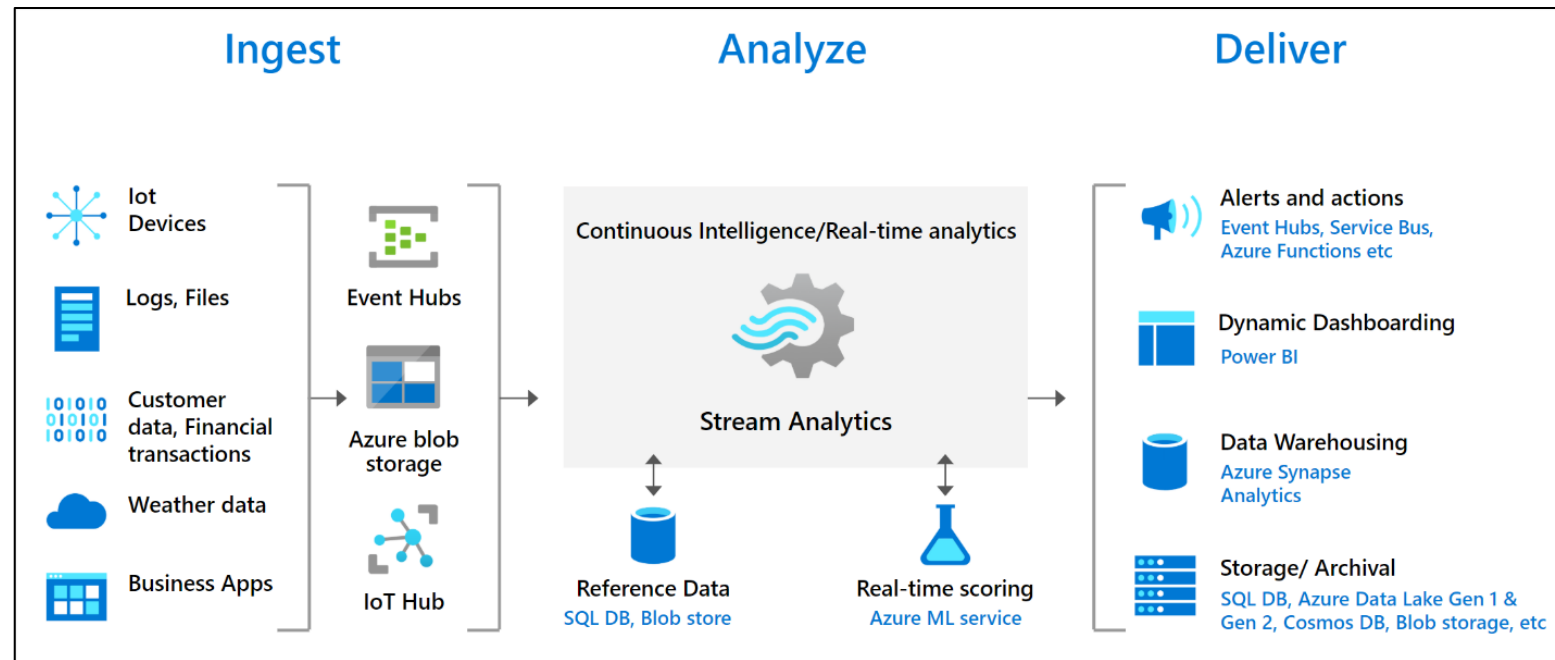 Ingest
Analyze
Deliver
Iot
Devices
Logs, Files
Customer
data, Financial
transactions
Weather data
Business Apps
Event Hubs
Azure blob
storage
IoT Hub
Continuous Intelligence/Real-time analytics
Stream Analytics
Reference Data
SQL DB, Blob store
Real-time scoring
Azure ML service
Alerts and actions
Event Hubs, Service Bus,
Azure Functions etc
Dynamic Dashboarding
Power BI
Data Warehousing
Azure Synapse
Analytics
Storage/ Archival
SQL DB, Azure Data Lake Gen 1 &
Gen 2, Cosmos DB, Blob storage, etc